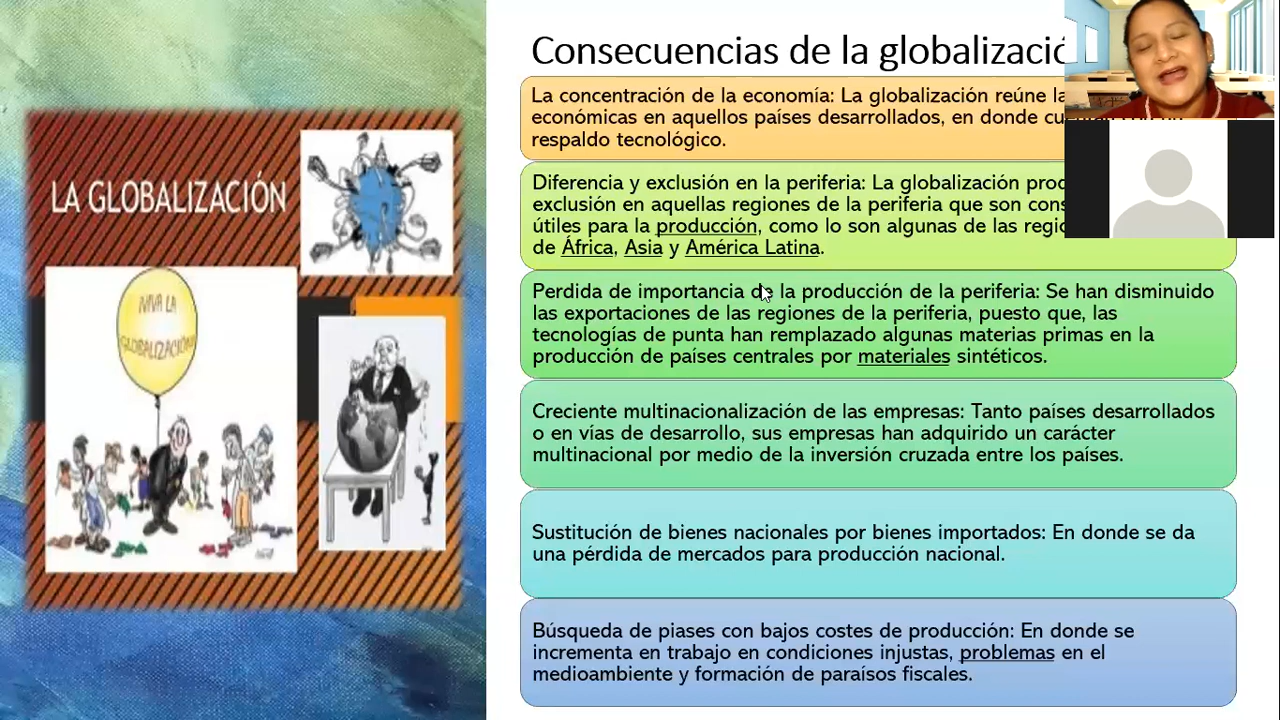 LA GLOBALIZACIÓN
¡VIVA LA
GLOBALIZACIÓN!
Consecuencias de la
La concentración de la economía: La globalización reúne
económicas en aquellos países desarrollados, en donde
respaldo tecnológico.
Diferencia y exclusión en la periferia: La globalización
exclusión en aquellas regiones de la periferia que son
útiles para la producción, como lo son algunas de las
de África, Asia y América Latina.
Perdida de importancia de la producción de la periferia: Se han disminuido
las exportaciones de las regiones de la periferia, puesto que, las
tecnologías de punta han remplazado algunas materias primas en la
producción de países centrales por materiales sintéticos.
Creciente multinacionalización de las empresas: Tanto países desarrollados
o en vías de desarrollo, sus empresas han adquirido un carácter
multinacional por medio de la inversión cruzada entre los países.
Sustitución de bienes nacionales por bienes importados: En donde se da
una pérdida de mercados para producción nacional.
Búsqueda de piases con bajos costes de producción: En donde se
incrementa en trabajo en condiciones injustas, problemas en el
medioambiente y formación de paraísos fiscales.